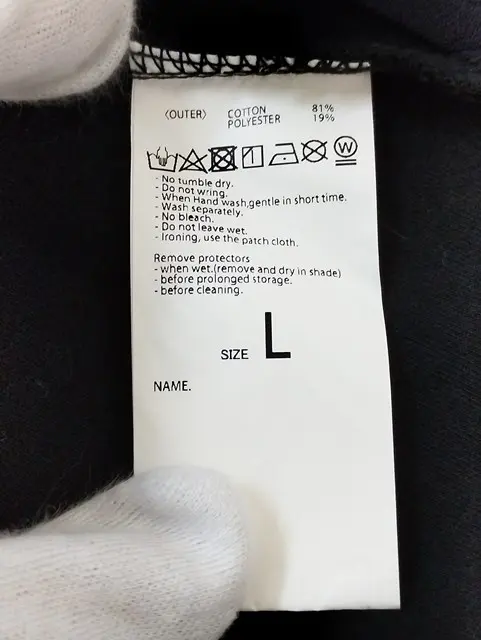 〈OUTER〉 COTTON 81%
POLYESTER 19%
W
- No tumble dry.
- Do not wring.
- When Hand wash,gentle in short time.
- Wash separately.
- No bleach.
- Do not leave wet.
- Ironing, use the patch cloth.
Remove protectors
- when wet.(remove and dry in shade)
- before prolonged storage.
- before cleaning.
SIZE L
NAME.